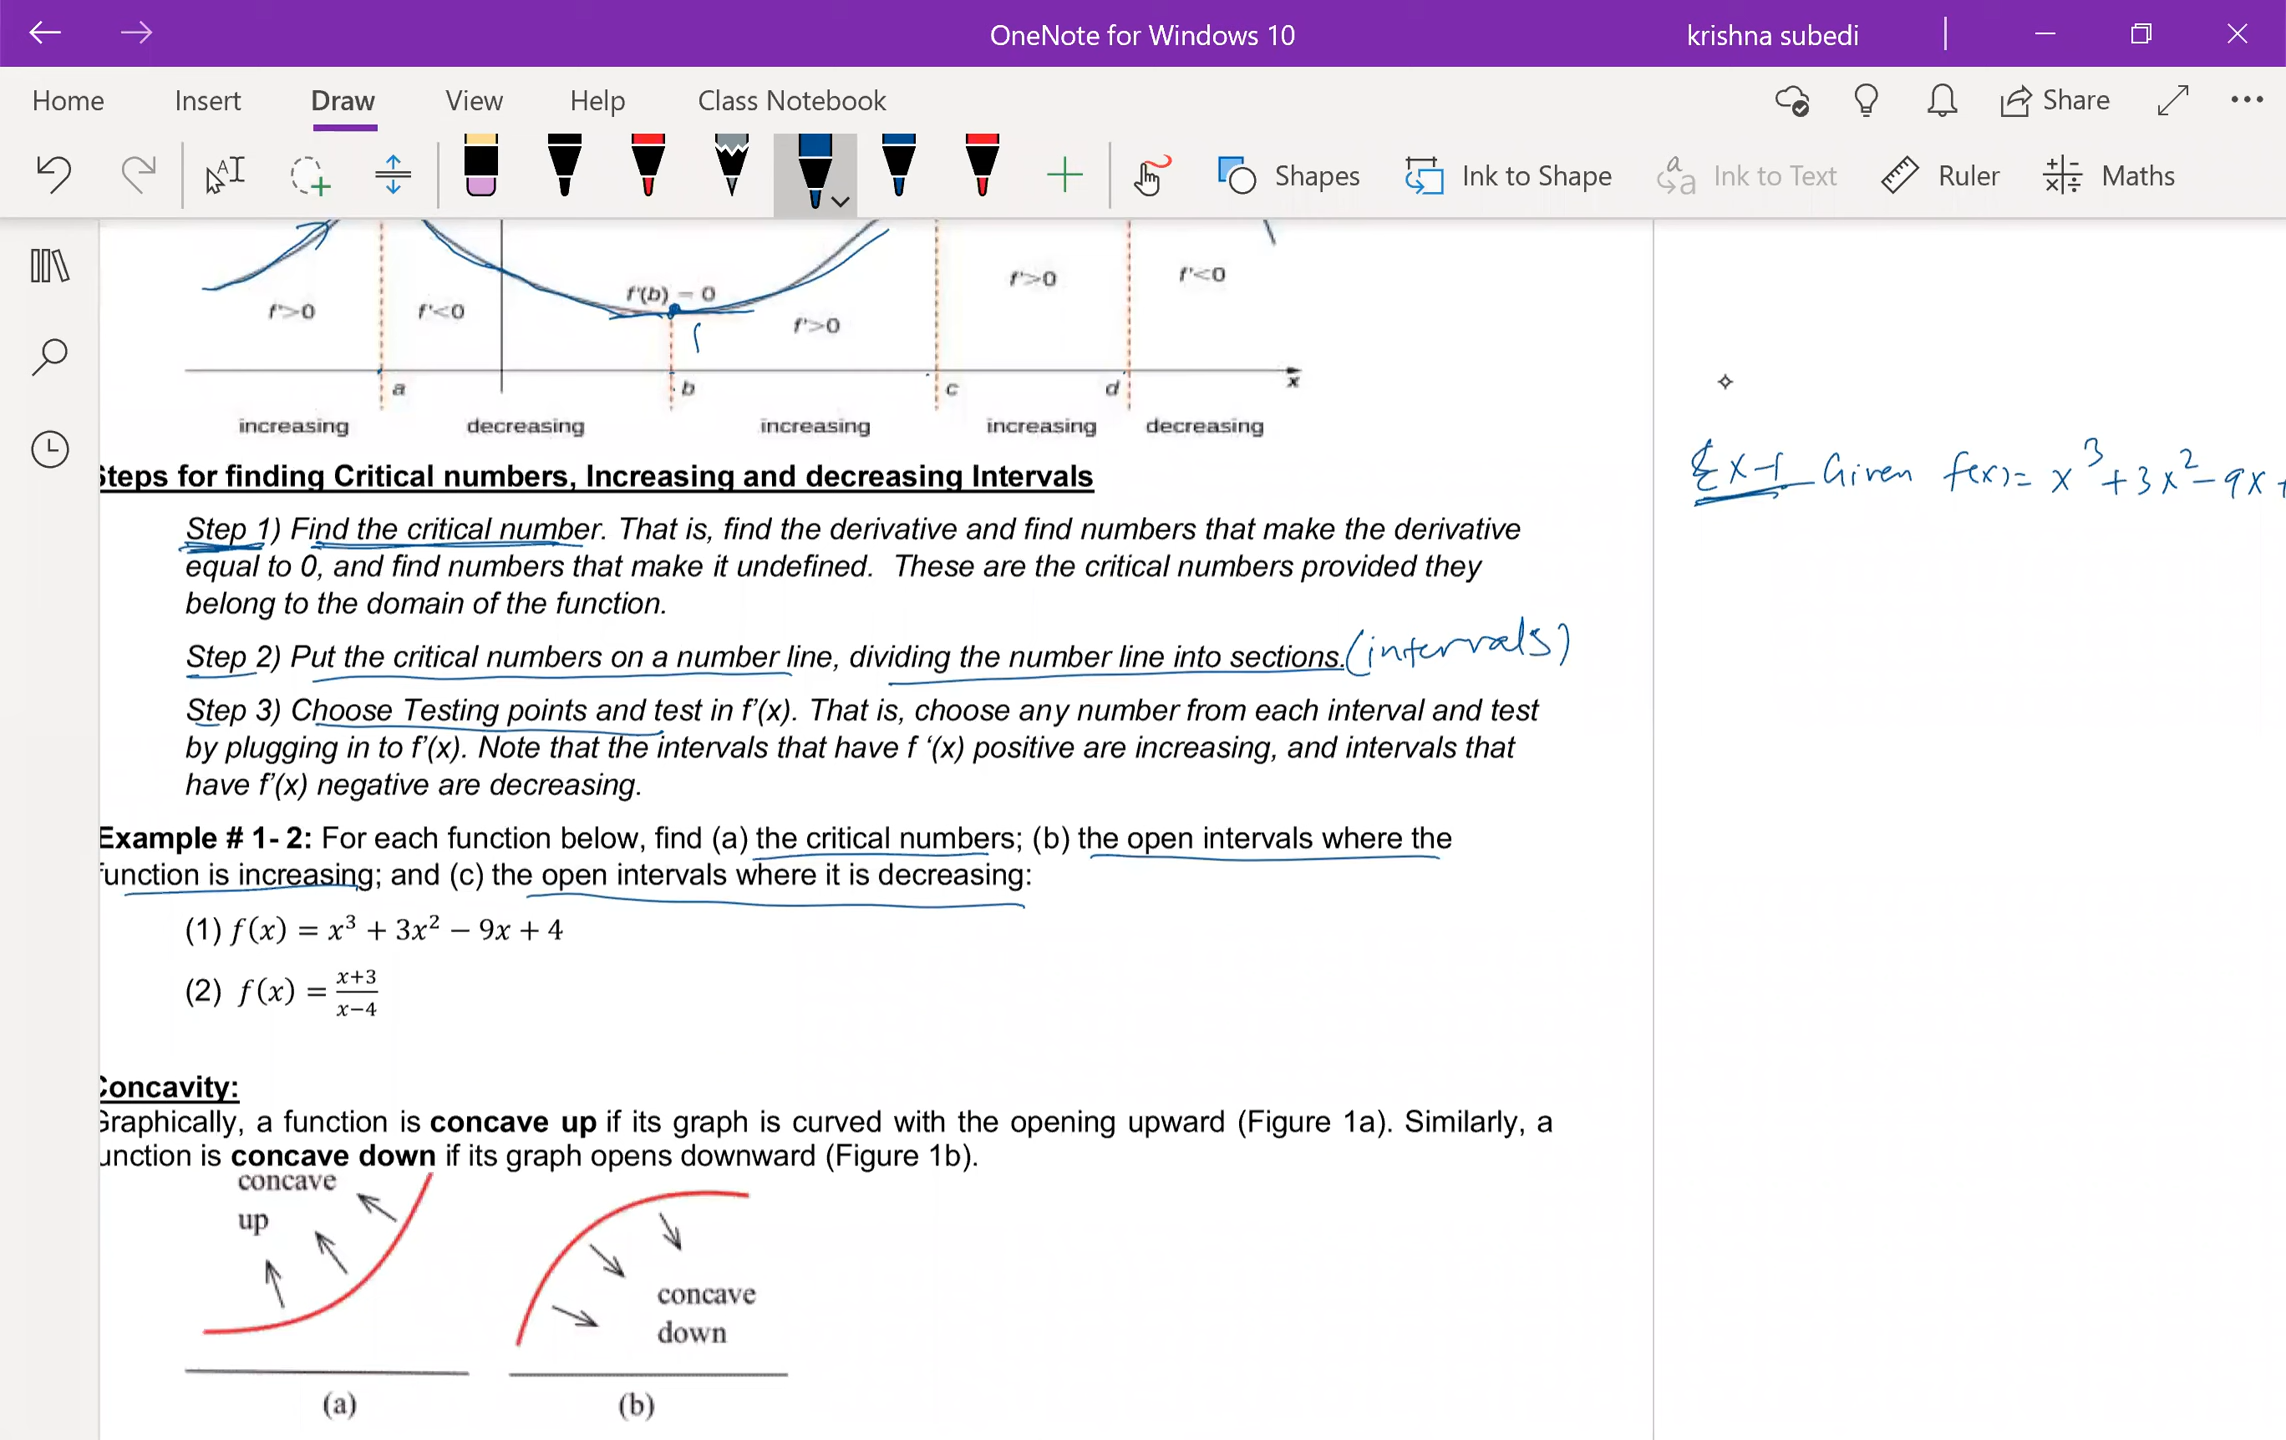 OneNote for Windows 10
krishna subedi
Home Insert Draw View Help Class Notebook
Share
Shapes Ink to Shape Ink to Text Ruler Maths
f'>0 f'<0 f'(b) = 0 f'>0 f'>0 f'<0
a b c d x
increasing decreasing increasing increasing decreasing
teps for finding Critical numbers, Increasing and decreasing Intervals
Step 1) Find the critical number. That is, find the derivative and find numbers that make the derivative
equal to 0, and find numbers that make it undefined. These are the critical numbers provided they
belong to the domain of the function.
Step 2) Put the critical numbers on a number line, dividing the number line into sections. (intervals)
Step 3) Choose Testing points and test in f'(x). That is, choose any number from each interval and test
by plugging in to f'(x). Note that the intervals that have f ‘(x) positive are increasing, and intervals that
have f'(x) negative are decreasing.
Example # 1- 2: For each function below, find (a) the critical numbers; (b) the open intervals where the
unction is increasing; and (c) the open intervals where it is decreasing:
(1) f(x) = x³ + 3x² − 9x + 4
(2) f(x) = x+3
x−4
oncavity:
raphically, a function is concave up if its graph is curved with the opening upward (Figure 1a). Similarly, a
unction is concave down if its graph opens downward (Figure 1b).
concave
up
concave
down
(a) (b)
Ex-1 Given f(x)= x³+3x²-9x+